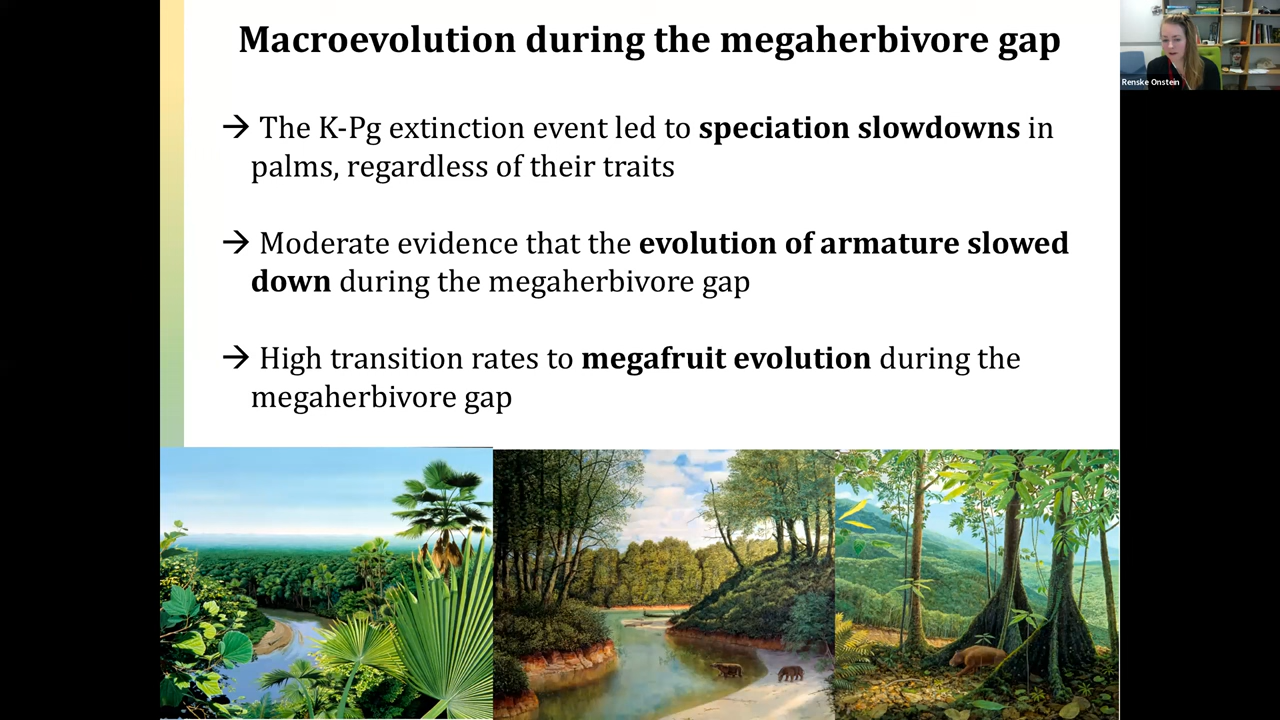 Macroevolution during the megaherbivore gap
Renske Onstein
→ The K-Pg extinction event led to speciation slowdowns in
palms, regardless of their traits
→ Moderate evidence that the evolution of armature slowed
down during the megaherbivore gap
→ High transition rates to megafruit evolution during the
megaherbivore gap